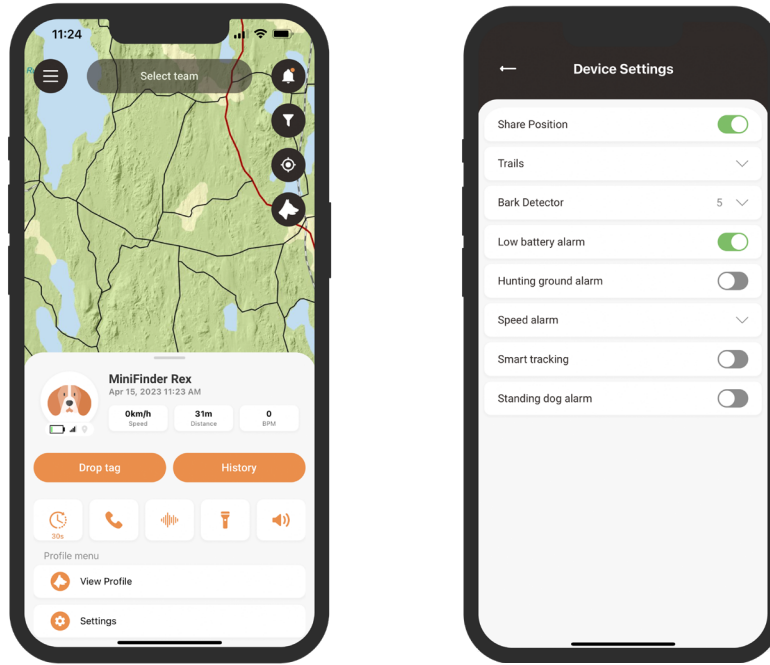 11:24
Select team
MiniFinder Rex
Apr 15, 2023 11:23 AM
0km/h
Speed
31m
Distance
0
BPM
Drop tag
History
30s
Profile menu
View Profile
Settings
Device Settings
Share Position
Trails
Bark Detector
5
Low battery alarm
Hunting ground alarm
Speed alarm
Smart tracking
Standing dog alarm